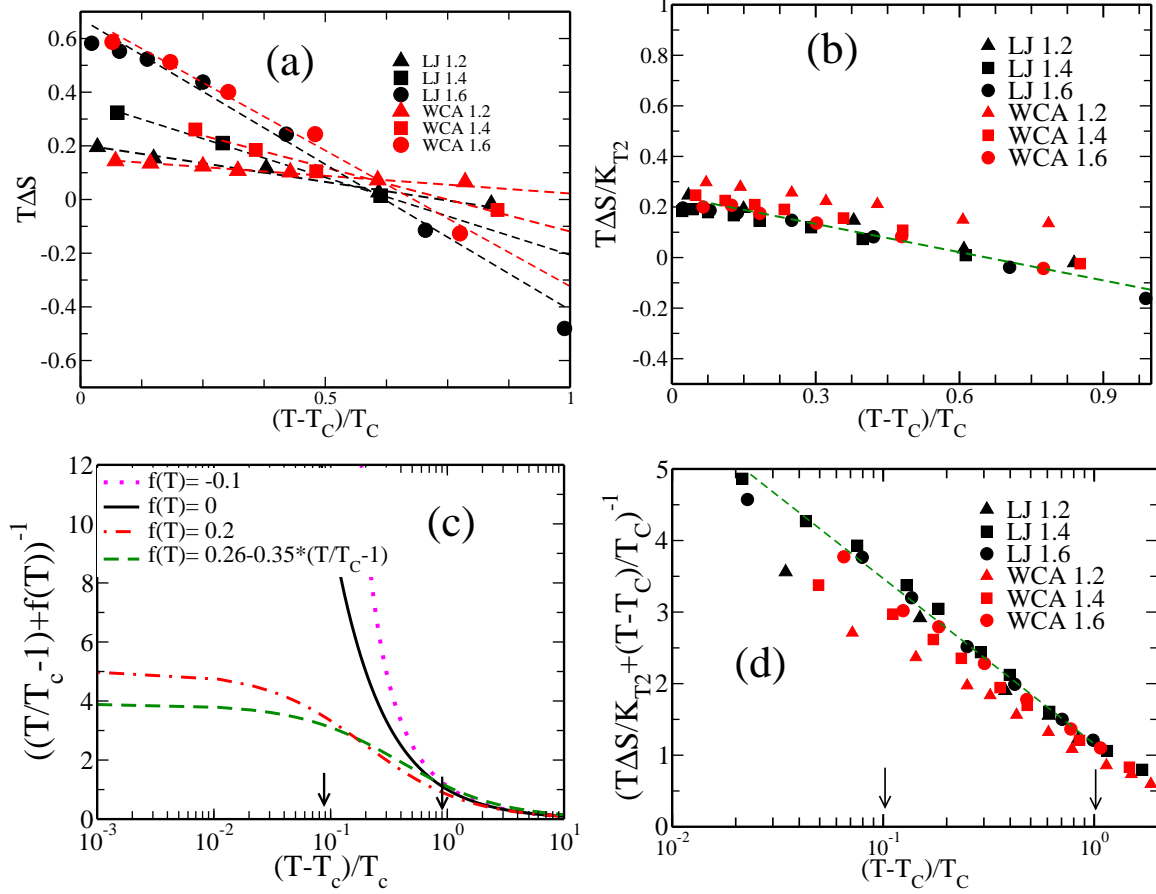 (a)
LJ 1.2
LJ 1.4
LJ 1.6
WCA 1.2
WCA 1.4
WCA 1.6
TΔS
0.6
0.4
0.2
0
-0.2
-0.4
-0.6
0
0.5
1
(T-T_C)/T_C
(b)
LJ 1.2
LJ 1.4
LJ 1.6
WCA 1.2
WCA 1.4
WCA 1.6
TΔS/K_{T2}
1
0.8
0.6
0.4
0.2
0
-0.2
-0.4
0
0.3
0.6
0.9
(T-T_C)/T_C
(c)
f(T)= -0.1
f(T)= 0
f(T)= 0.2
f(T)= 0.26-0.35*(T/T_C-1)
((T/T_c -1)+f(T))^{-1}
12
10
8
6
4
2
0
10^{-3}
10^{-2}
10^{-1}
10^{0}
10^{1}
(T-T_c)/T_c
(d)
LJ 1.2
LJ 1.4
LJ 1.6
WCA 1.2
WCA 1.4
WCA 1.6
(TΔS/K_{T2}+(T-T_C)/T_C)^{-1}
5
4
3
2
1
0
10^{-2}
10^{-1}
10^{0}
(T-T_C)/T_C